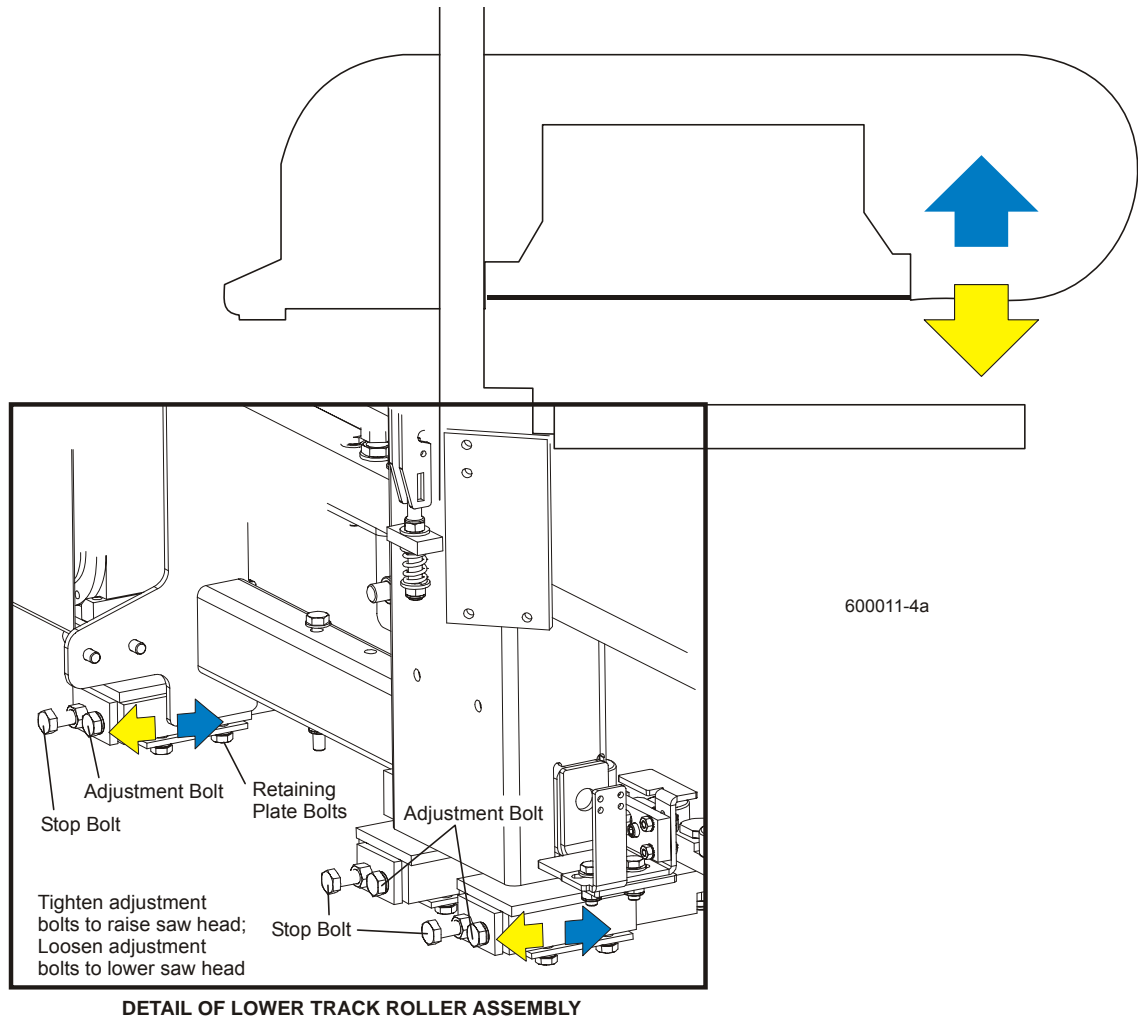 600011-4a
Adjustment Bolt
Stop Bolt
Retaining
Plate Bolts
Adjustment Bolt
Stop Bolt
Tighten adjustment
bolts to raise saw head;
Loosen adjustment
bolts to lower saw head
DETAIL OF LOWER TRACK ROLLER ASSEMBLY